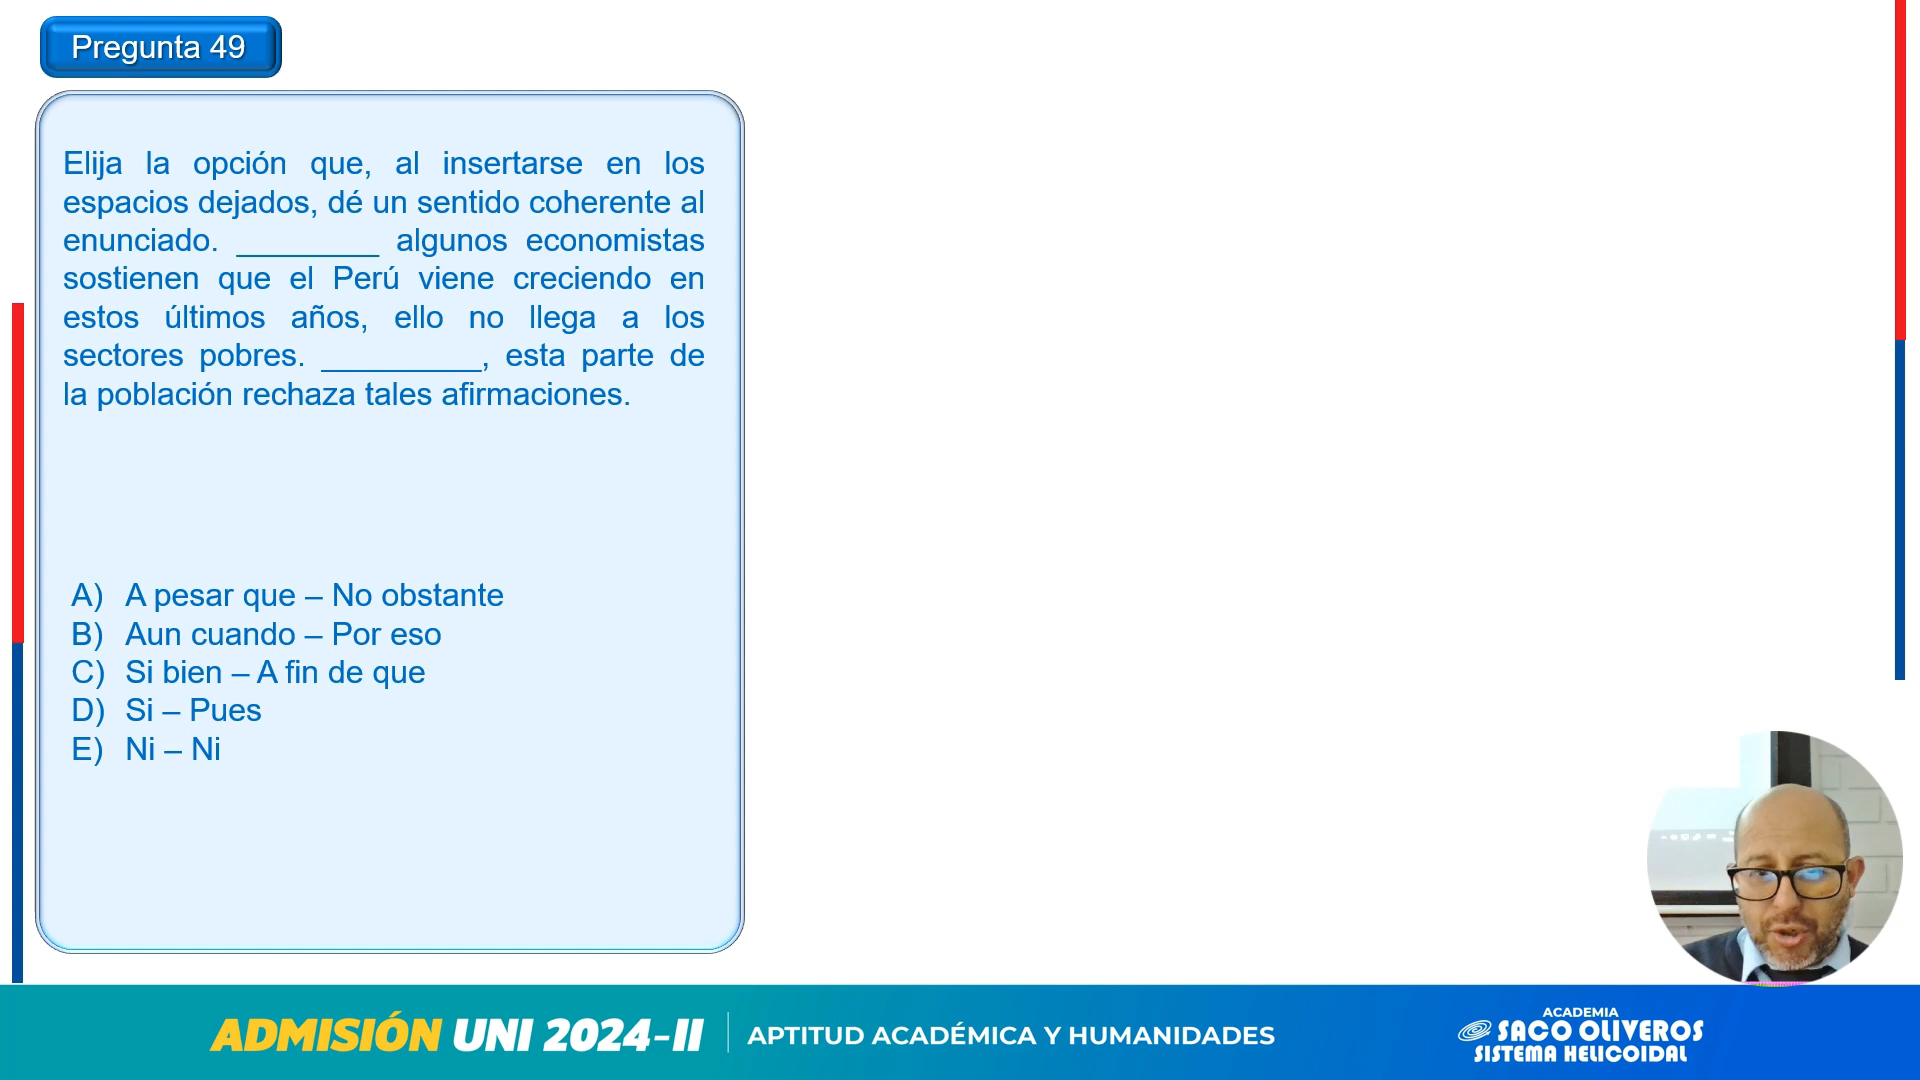 Pregunta 49
Elija la opción que, al insertarse en los
espacios dejados, dé un sentido coherente al
enunciado. ________ algunos economistas
sostienen que el Perú viene creciendo en
estos últimos años, ello no llega a los
sectores pobres. _________, esta parte de
la población rechaza tales afirmaciones.
A) A pesar que – No obstante
B) Aun cuando – Por eso
C) Si bien – A fin de que
D) Si – Pues
E) Ni – Ni
ADMISIÓN UNI 2024-II
APTITUD ACADÉMICA Y HUMANIDADES
ACADEMIA
SACO OLIVEROS
SISTEMA HELICOIDAL